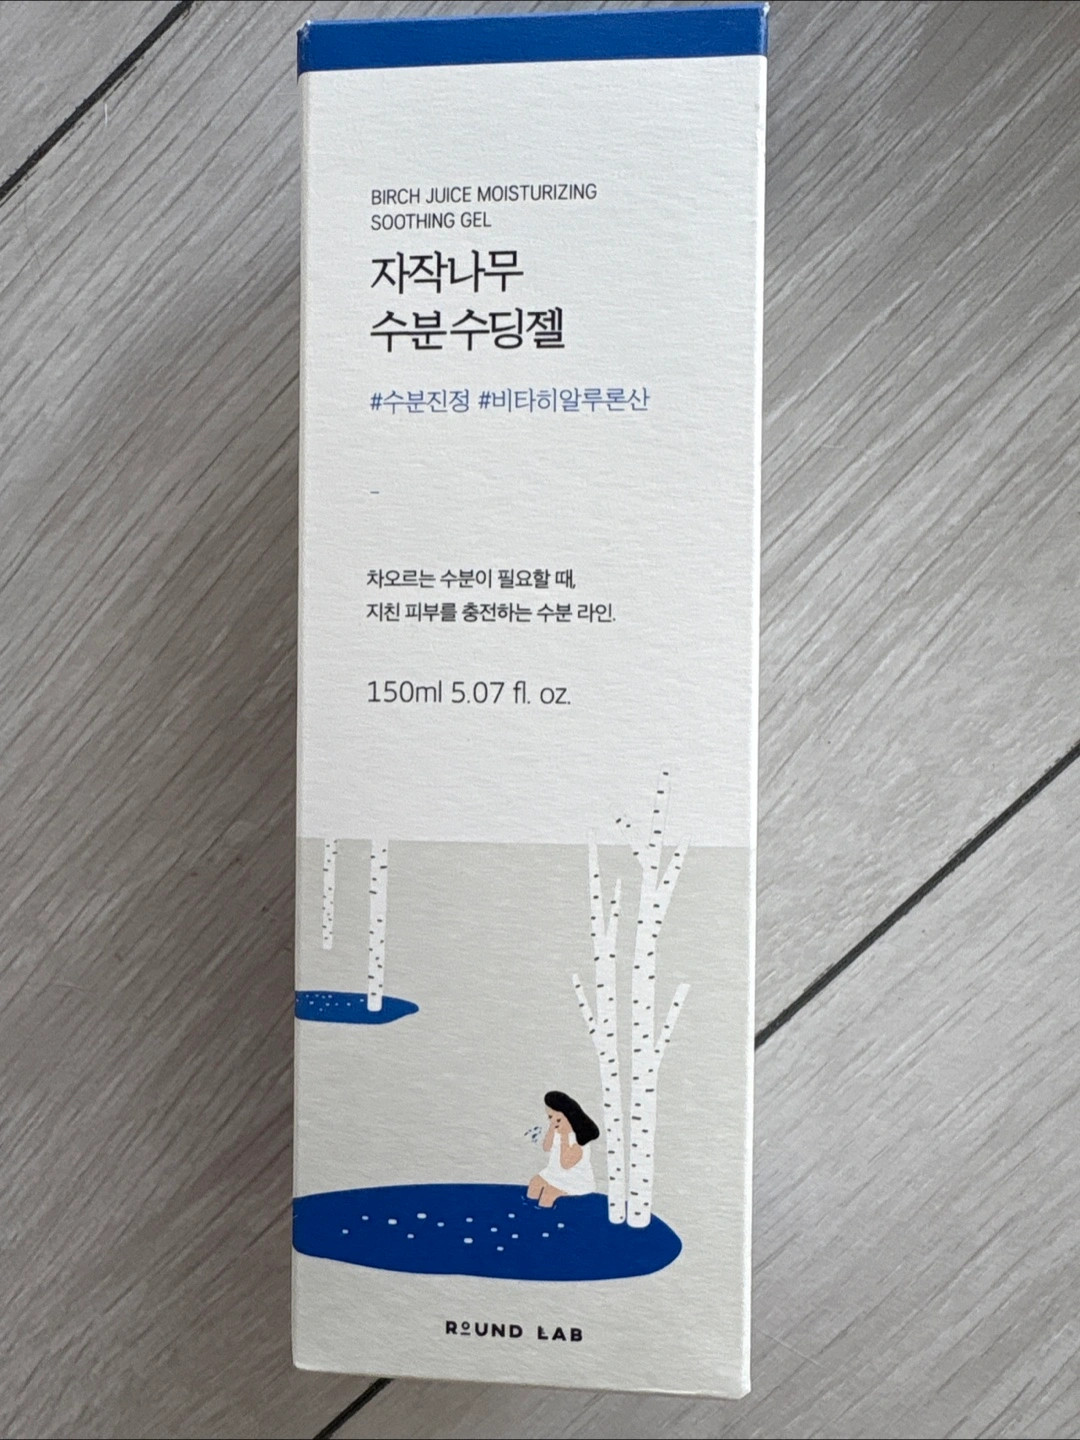 BIRCH JUICE MOISTURIZING
SOOTHING GEL
자작나무
수분 수딩젤
#수분진정 #비타히알루론산
-
차오르는 수분이 필요할 때,
지친 피부를 충전하는 수분 라인.
150ml 5.07 fl. oz.
ROUND LAB